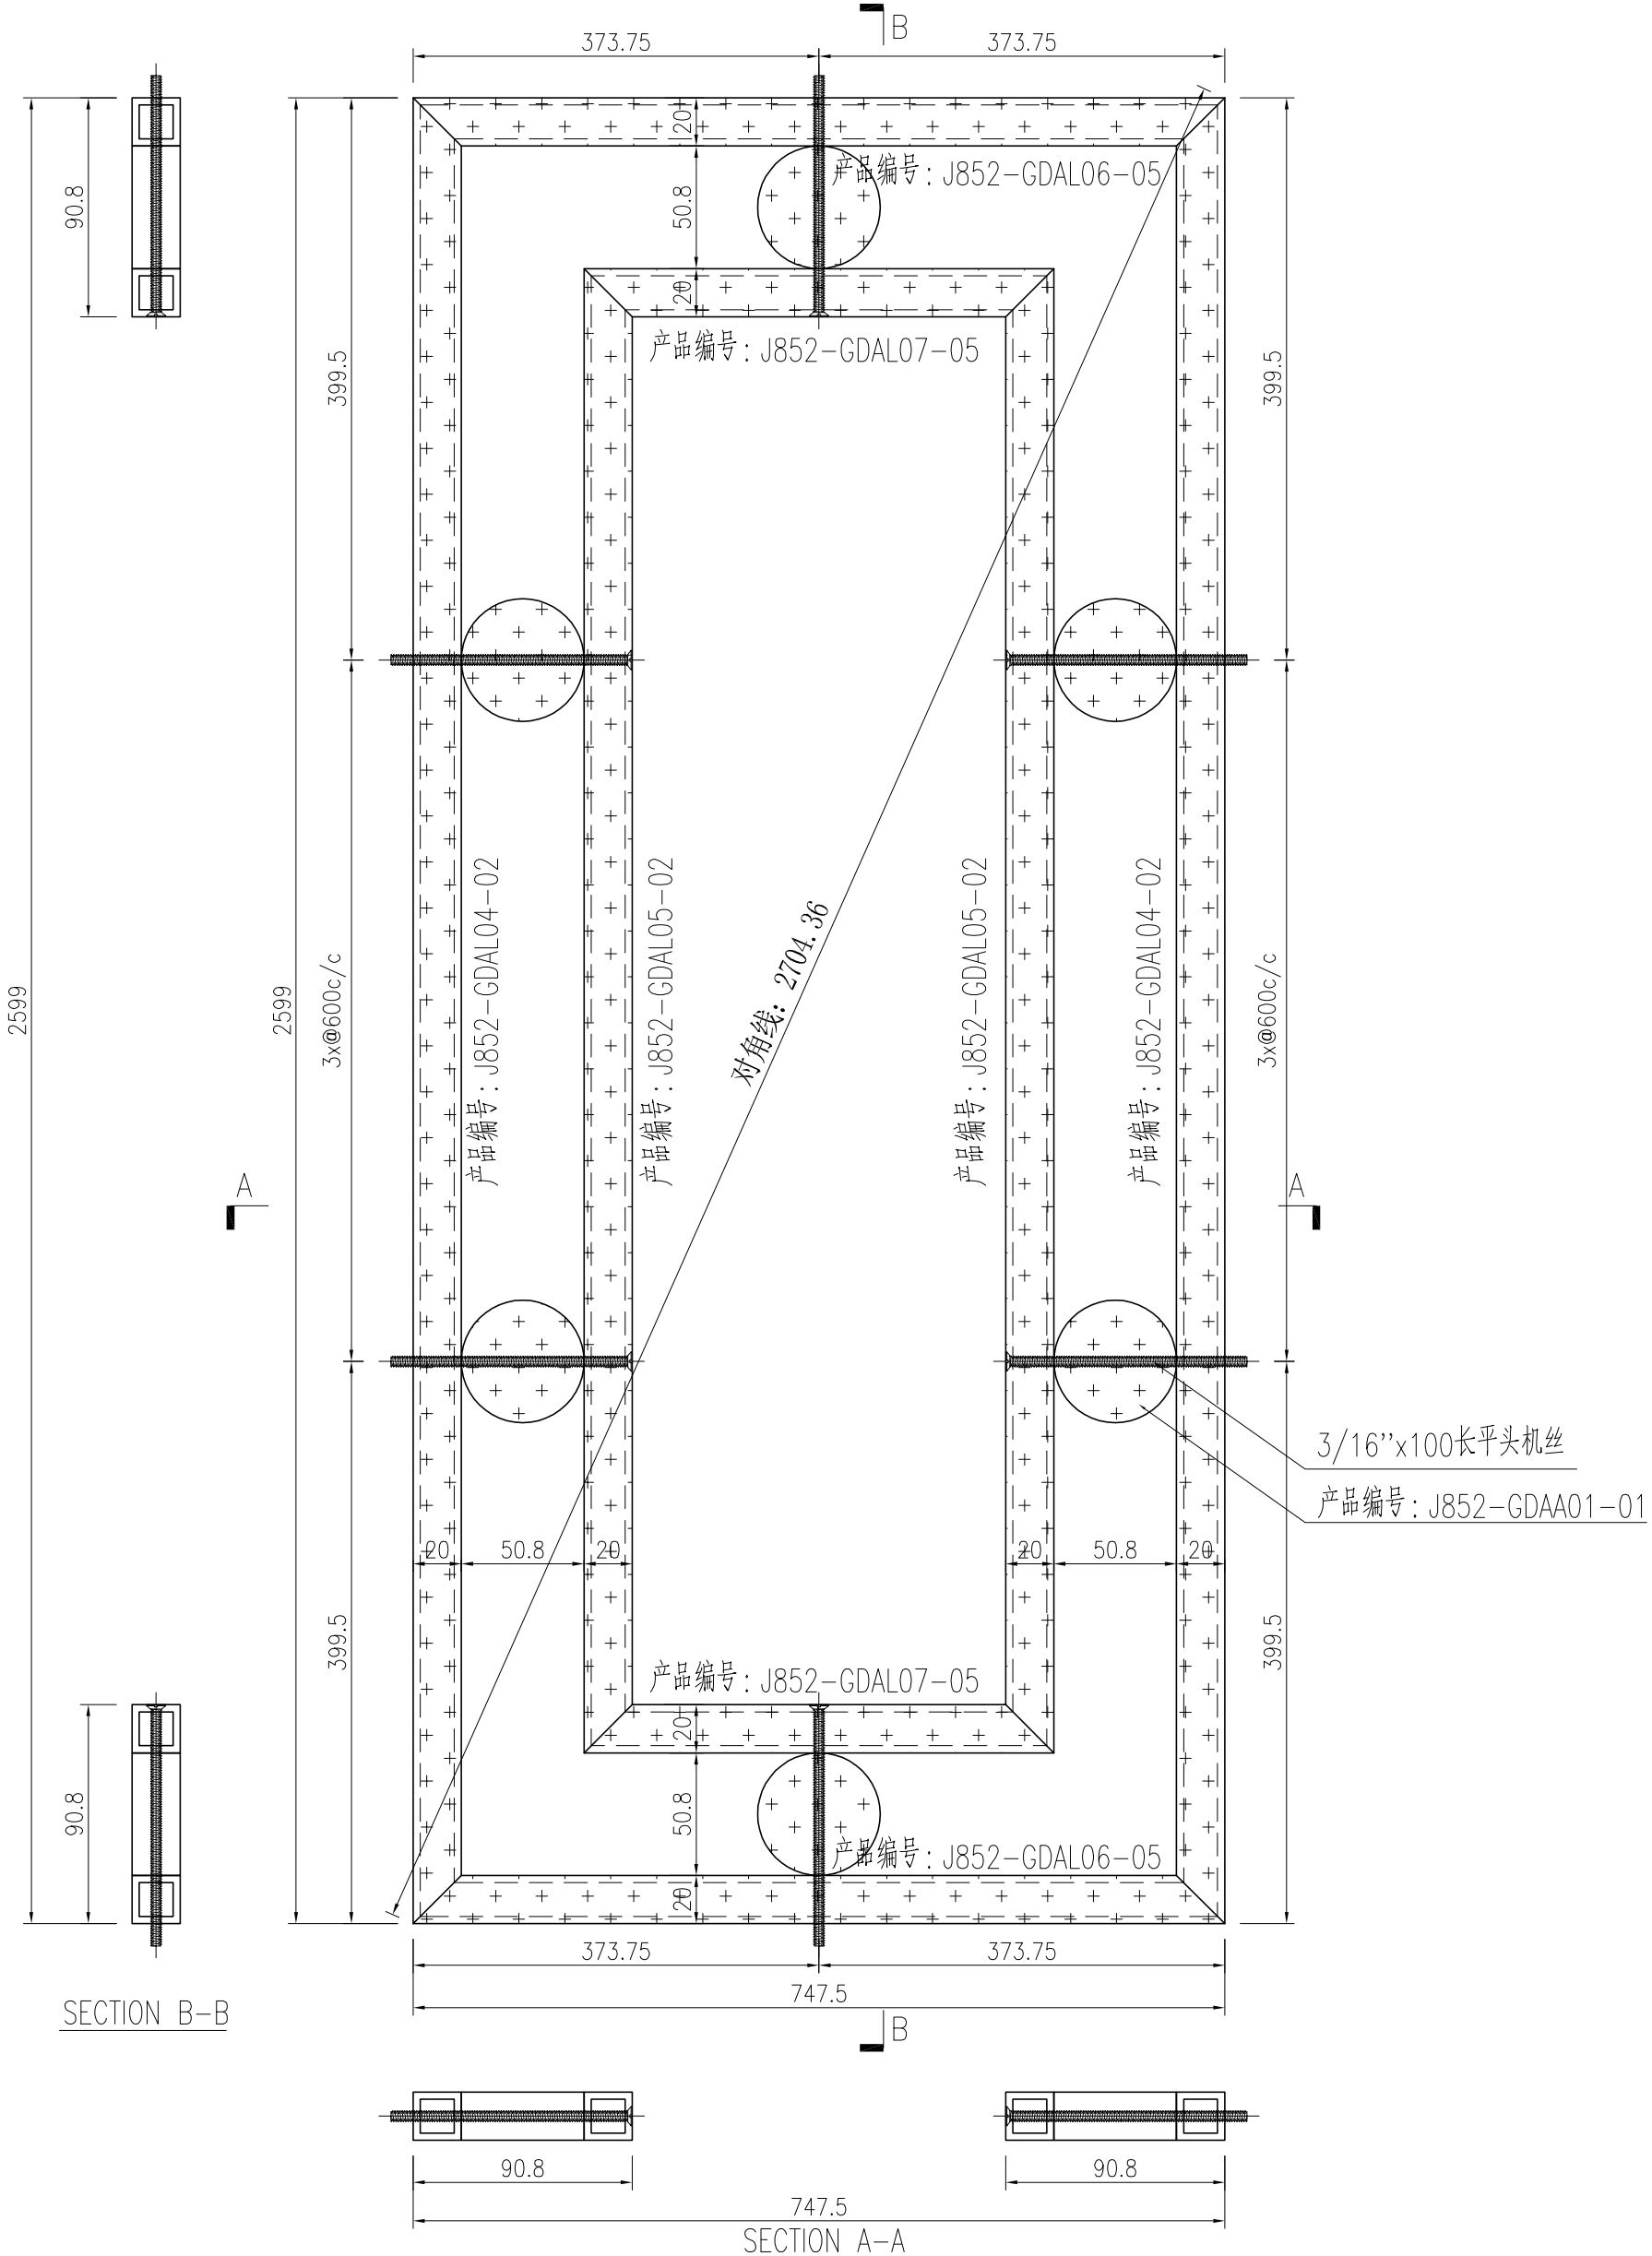 B
373.75
373.75
20
产品编号：J852-GDAL06-05
90.8
50.8
20
产品编号：J852-GDAL07-05
399.5
399.5
产品编号：J852-GDAL04-02
产品编号：J852-GDAL05-02
对角线：2704.36
产品编号：J852-GDAL05-02
产品编号：J852-GDAL04-02
2599
2599
3x@600c/c
3x@600c/c
A
A
3/16''x100长平头机丝
产品编号：J852-GDAA01-01
20
50.8
20
20
50.8
20
399.5
399.5
产品编号：J852-GDAL07-05
20
90.8
50.8
产品编号：J852-GDAL06-05
20
373.75
373.75
747.5
SECTION B-B
B
90.8
90.8
747.5
SECTION A-A